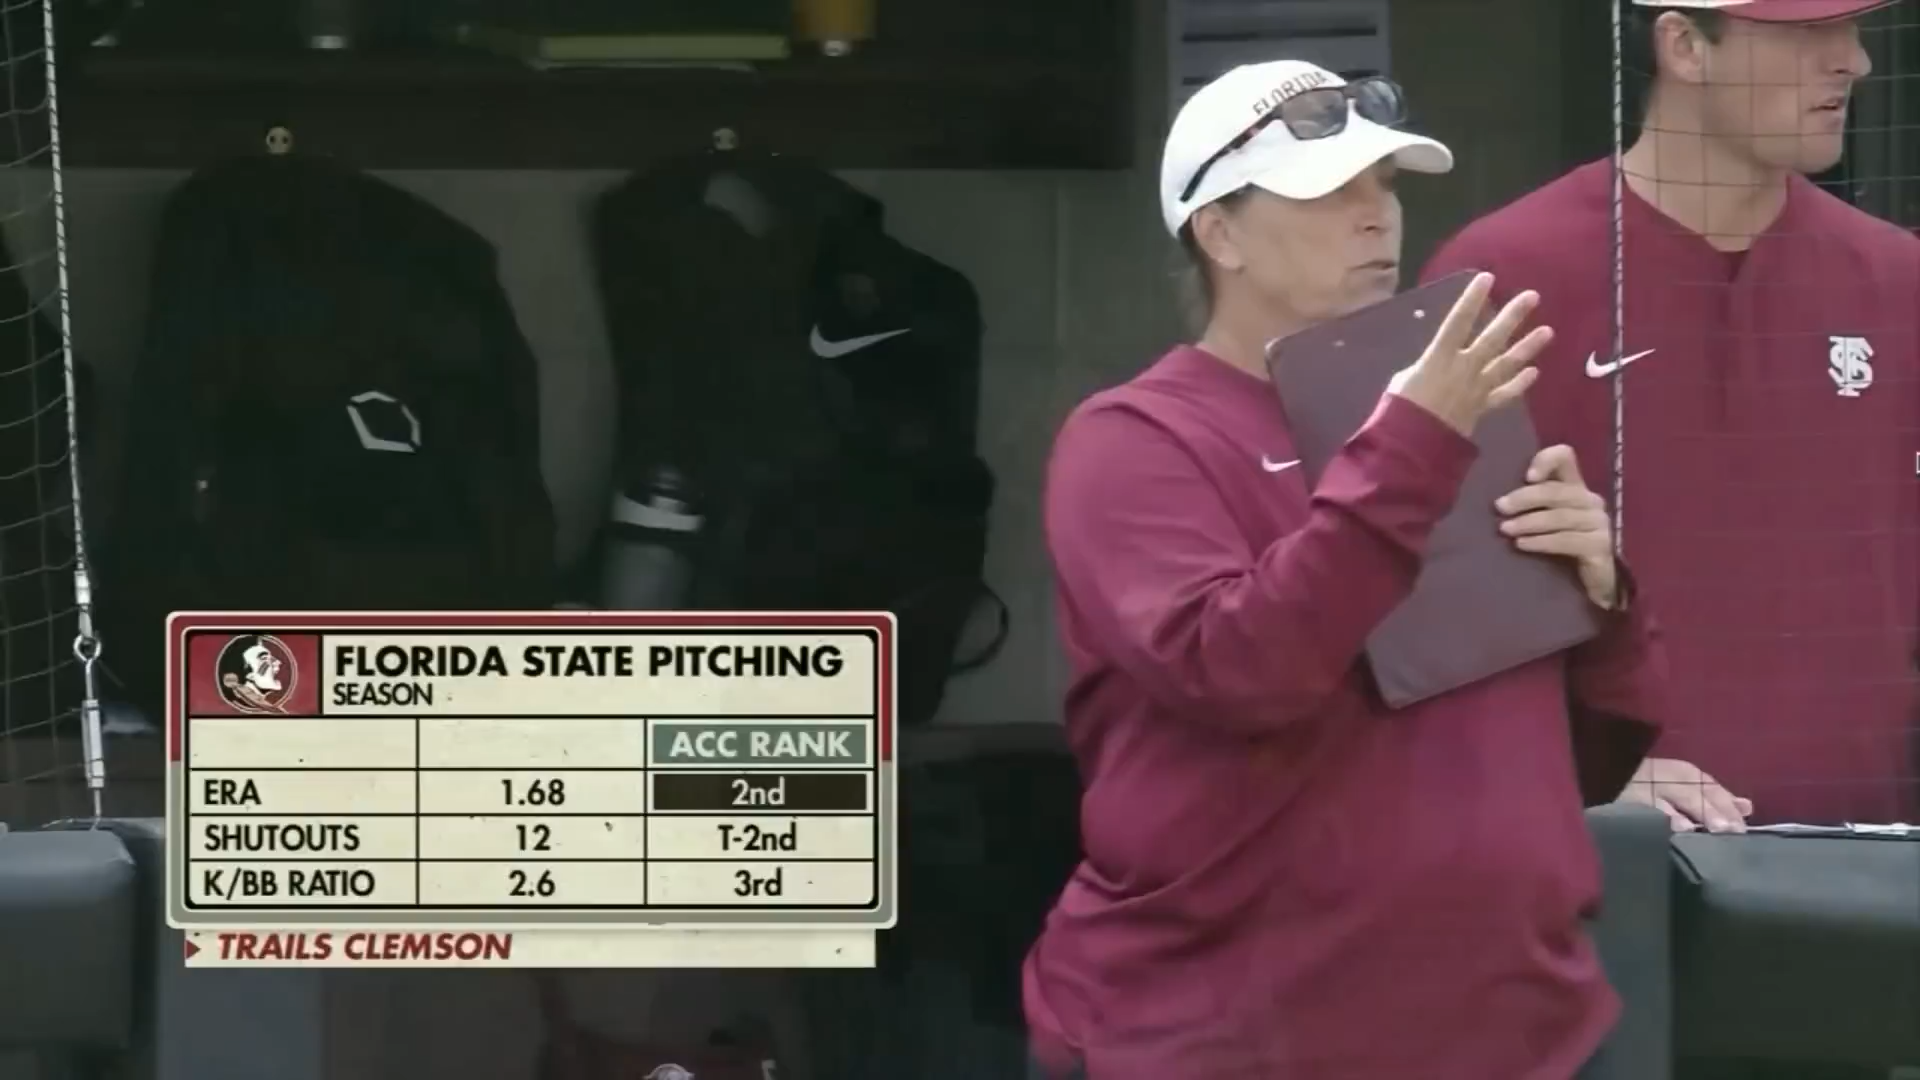 FLORIDA
FLORIDA STATE PITCHING
SEASON
ACC RANK
ERA 1.68 2nd
SHUTOUTS 12 T-2nd
K/BB RATIO 2.6 3rd
TRAILS CLEMSON
FS